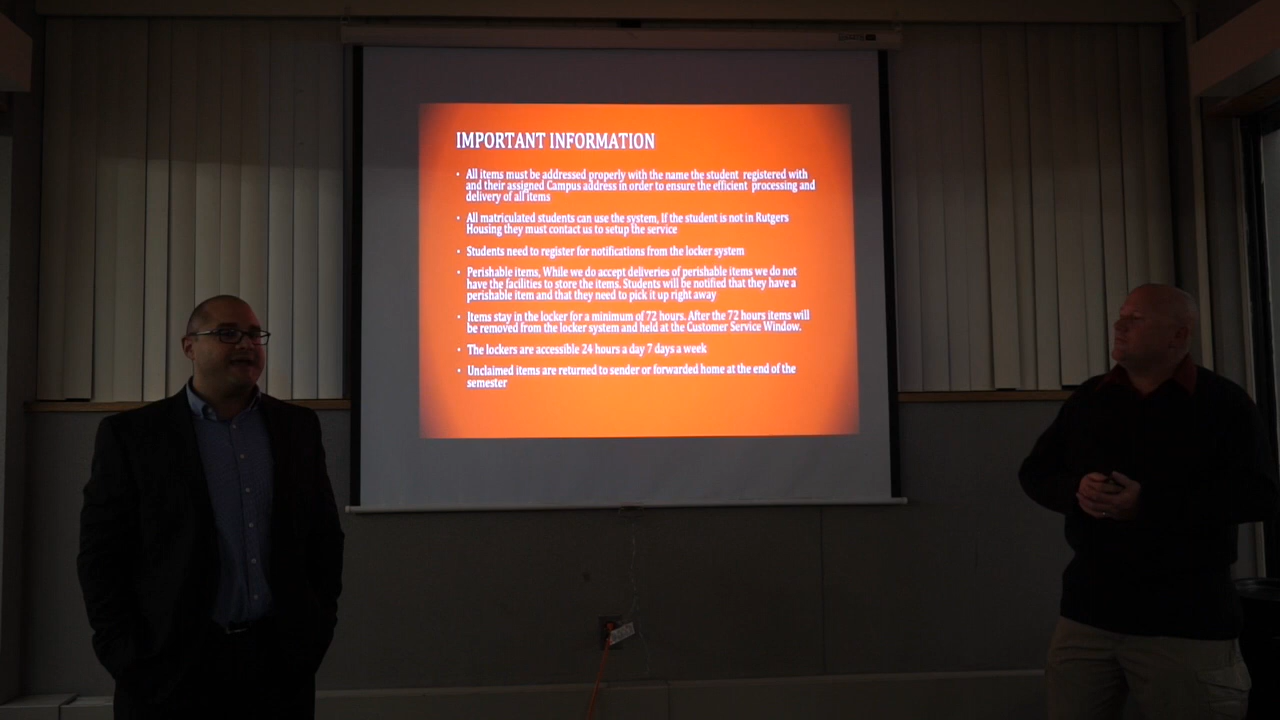 IMPORTANT INFORMATION
• All items must be addressed properly with the name the student registered with
and their assigned Campus address in order to ensure the efficient processing and
delivery of all items
• All matriculated students can use the system, If the student is not in Rutgers
Housing they must contact us to setup the service
• Students need to register for notifications from the locker system
• Perishable items, While we do accept deliveries of perishable items we do not
have the facilities to store the items. Students will be notified that they have a
perishable item and that they need to pick it up right away
• Items stay in the locker for a minimum of 72 hours. After the 72 hours items will
be removed from the locker system and held at the Customer Service Window.
• The lockers are accessible 24 hours a day 7 days a week
• Unclaimed items are returned to sender or forwarded home at the end of the
semester